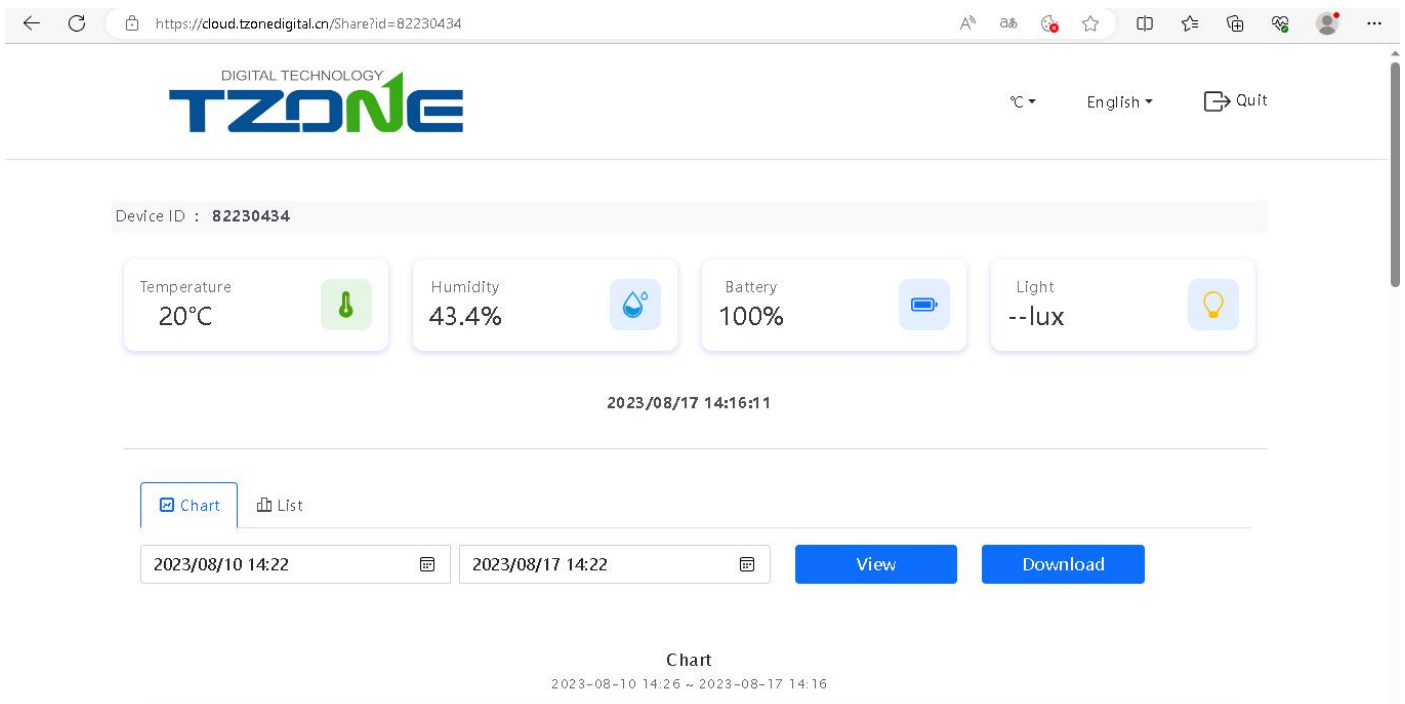 https://cloud.tzonedigital.cn/Share?id=82230434
DIGITAL TECHNOLOGY
TZONE
℃ English Quit
Device ID : 82230434
Temperature
20°C
Humidity
43.4%
Battery
100%
Light
--lux
2023/08/17 14:16:11
Chart List
2023/08/10 14:22 2023/08/17 14:22 View Download
Chart
2023-08-10 14:26 ~ 2023-08-17 14:16